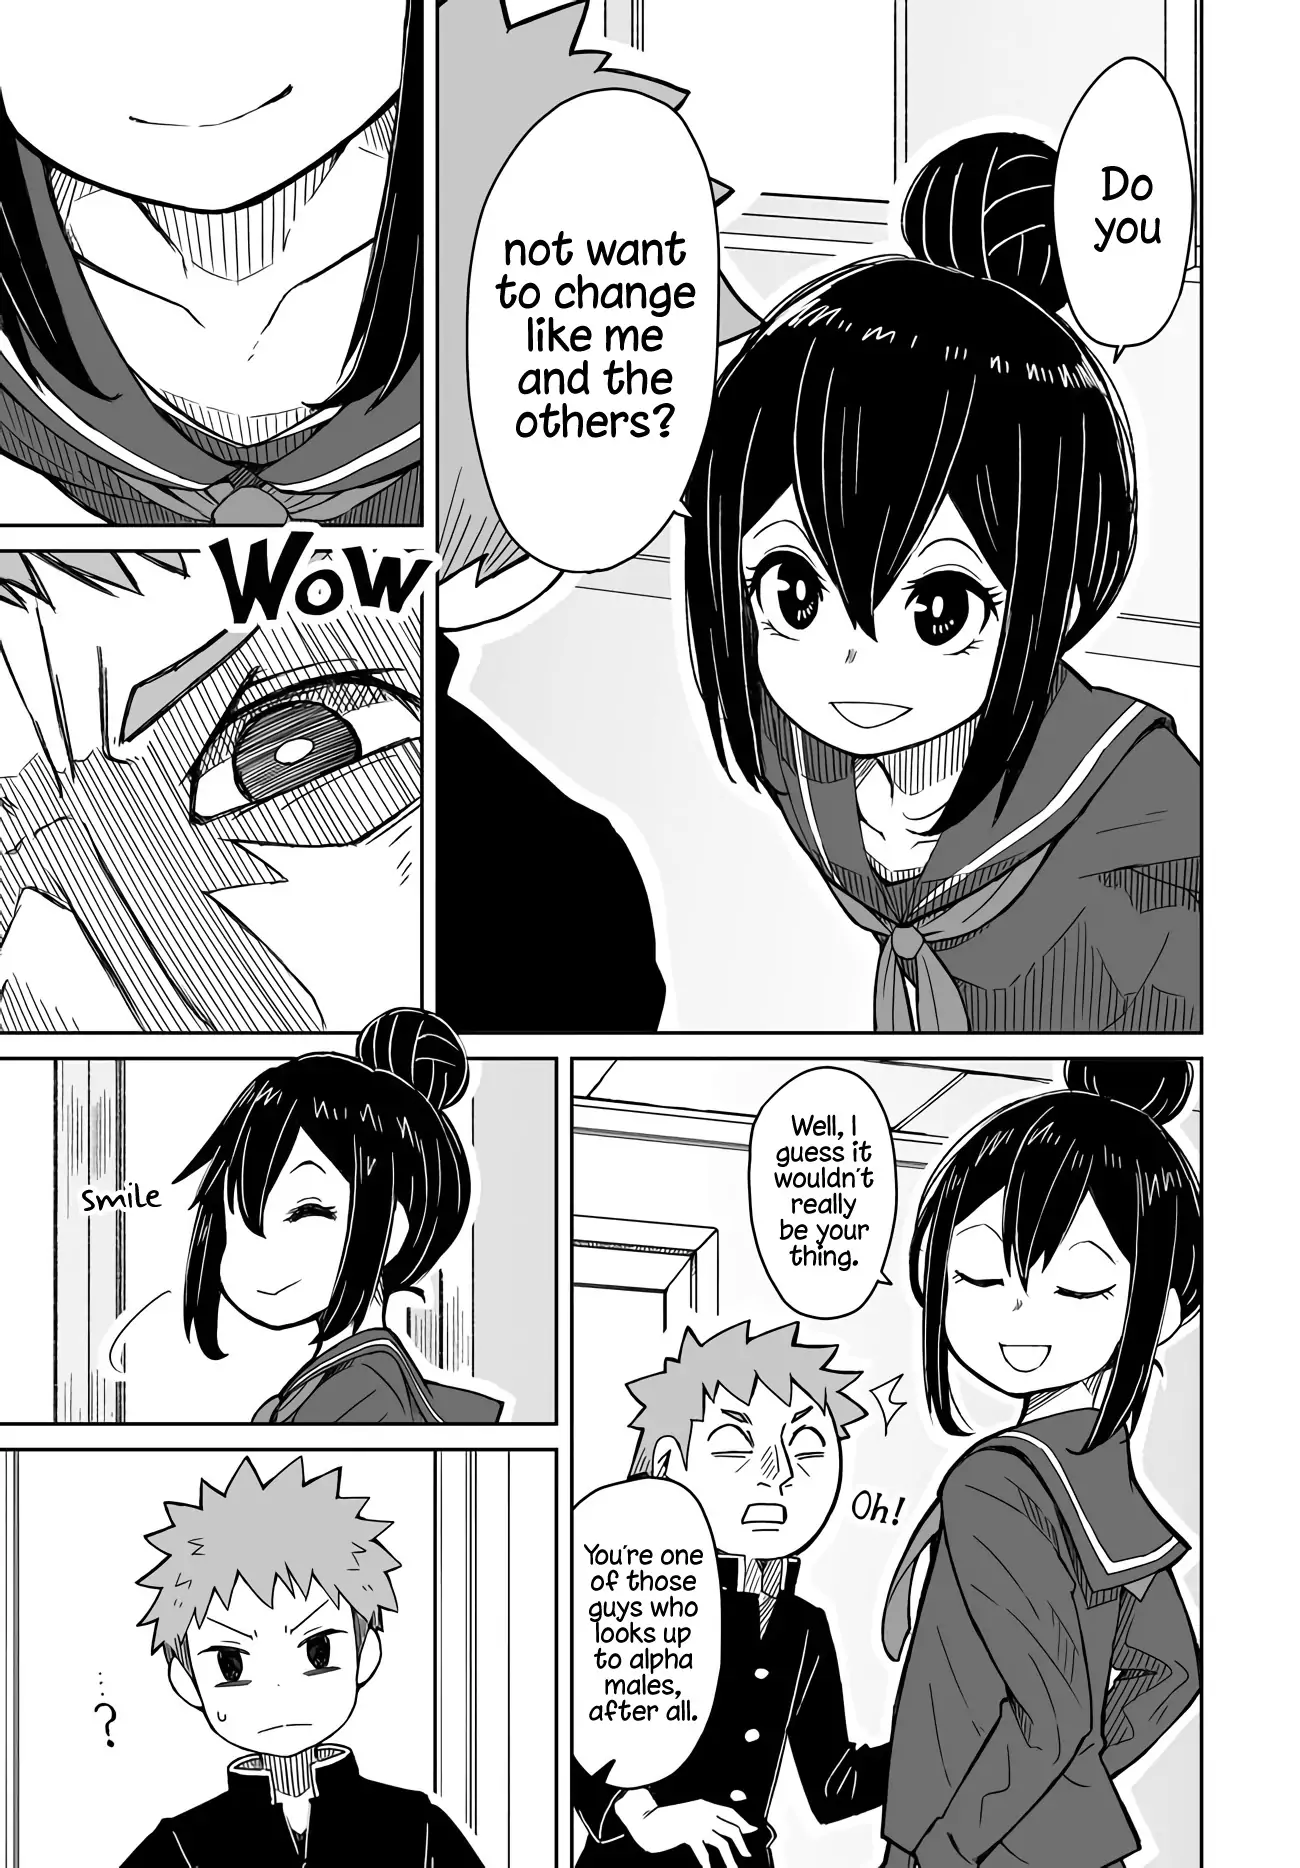 Do
you
not want
to change
like me
and the
others?
WOW
Well, I
guess it
wouldn't
really
be your
thing.
Oh!
You're one
of those
guys who
looks up
to alpha
males,
after all.
smile
...?